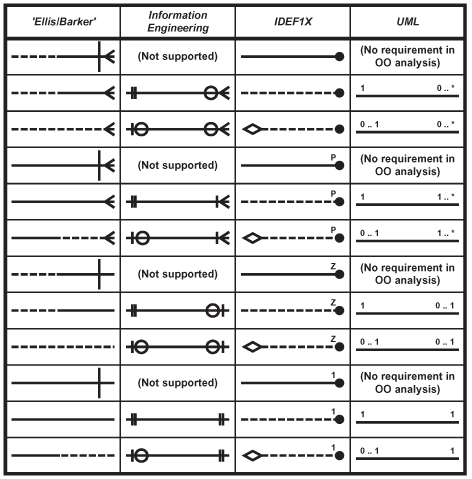 'Ellis/Barker' Information Engineering IDEF1X UML
(Not supported) (No requirement in OO analysis)
1 0 .. *
0 .. 1 0 .. *
(Not supported) P (No requirement in OO analysis)
P 1 1 .. *
P 0 .. 1 1 .. *
(Not supported) Z (No requirement in OO analysis)
Z 1 0 .. 1
Z 0 .. 1 0 .. 1
(Not supported) 1 (No requirement in OO analysis)
1 1 1
1 0 .. 1 1